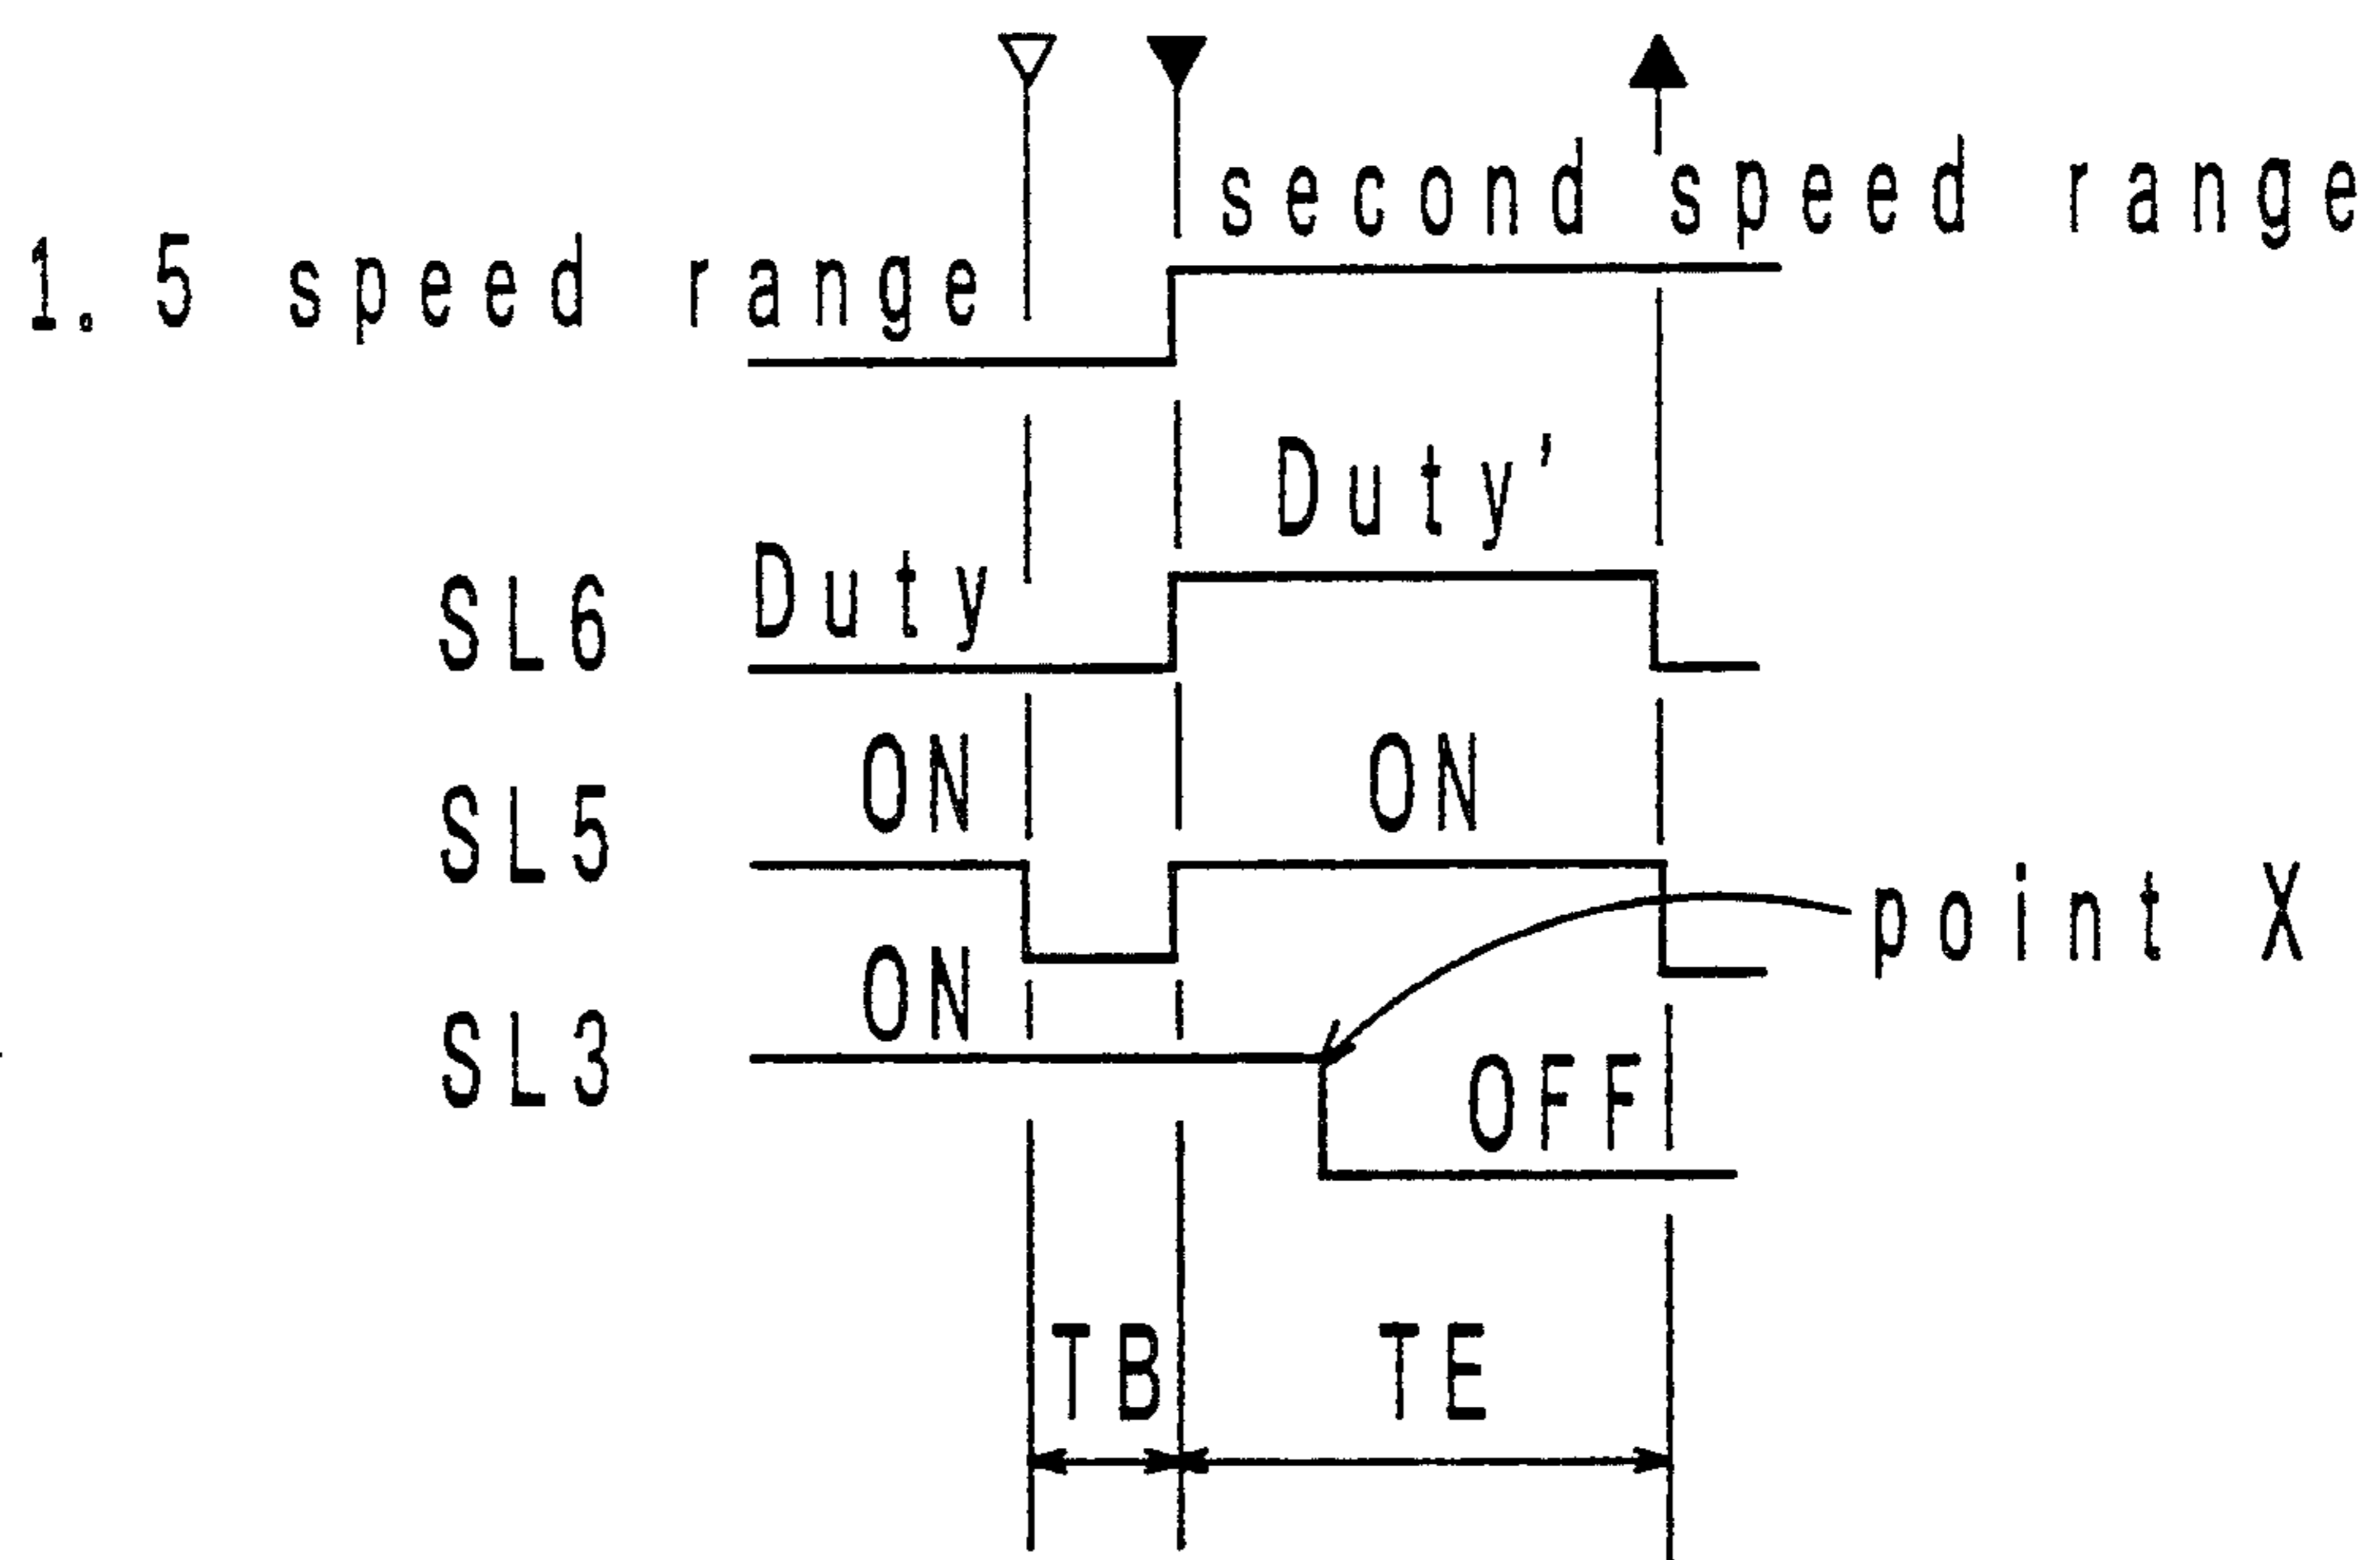 second speed range
1.5 speed range
Duty'
SL6 Duty
ON ON
SL5
point X
ON
SL3 OFF
TB TE